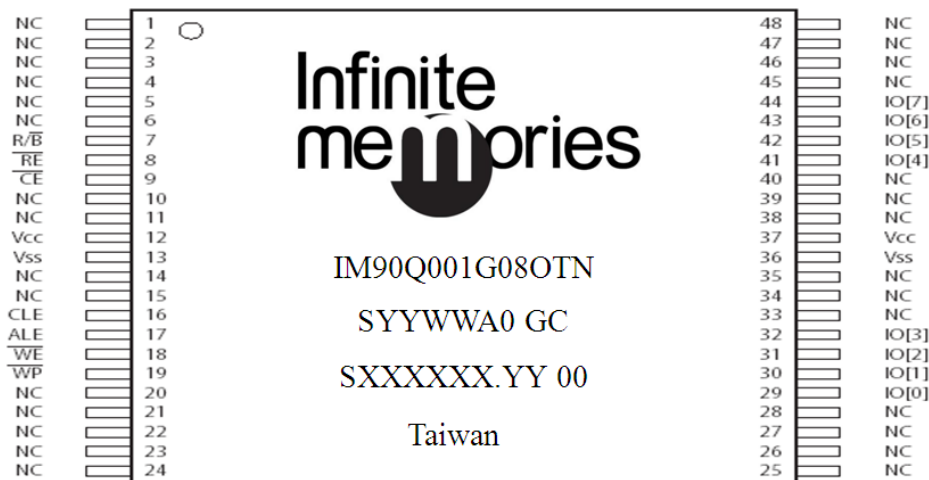 NC 1 48 NC
NC 2 47 NC
NC 3 46 NC
NC 4 45 NC
NC 5 44 IO[7]
NC 6 43 IO[6]
R/B̅ 7 42 IO[5]
R̅E̅ 8 41 IO[4]
C̅E̅ 9 40 NC
NC 10 39 NC
NC 11 38 NC
Vcc 12 37 Vcc
Vss 13 36 Vss
NC 14 35 NC
NC 15 34 NC
CLE 16 33 NC
ALE 17 32 IO[3]
W̅E̅ 18 31 IO[2]
W̅P̅ 19 30 IO[1]
NC 20 29 IO[0]
NC 21 28 NC
NC 22 27 NC
NC 23 26 NC
NC 24 25 NC
Infinite
memories
IM90Q001G08OTN
SYYWWA0 GC
SXXXXXX.YY 00
Taiwan